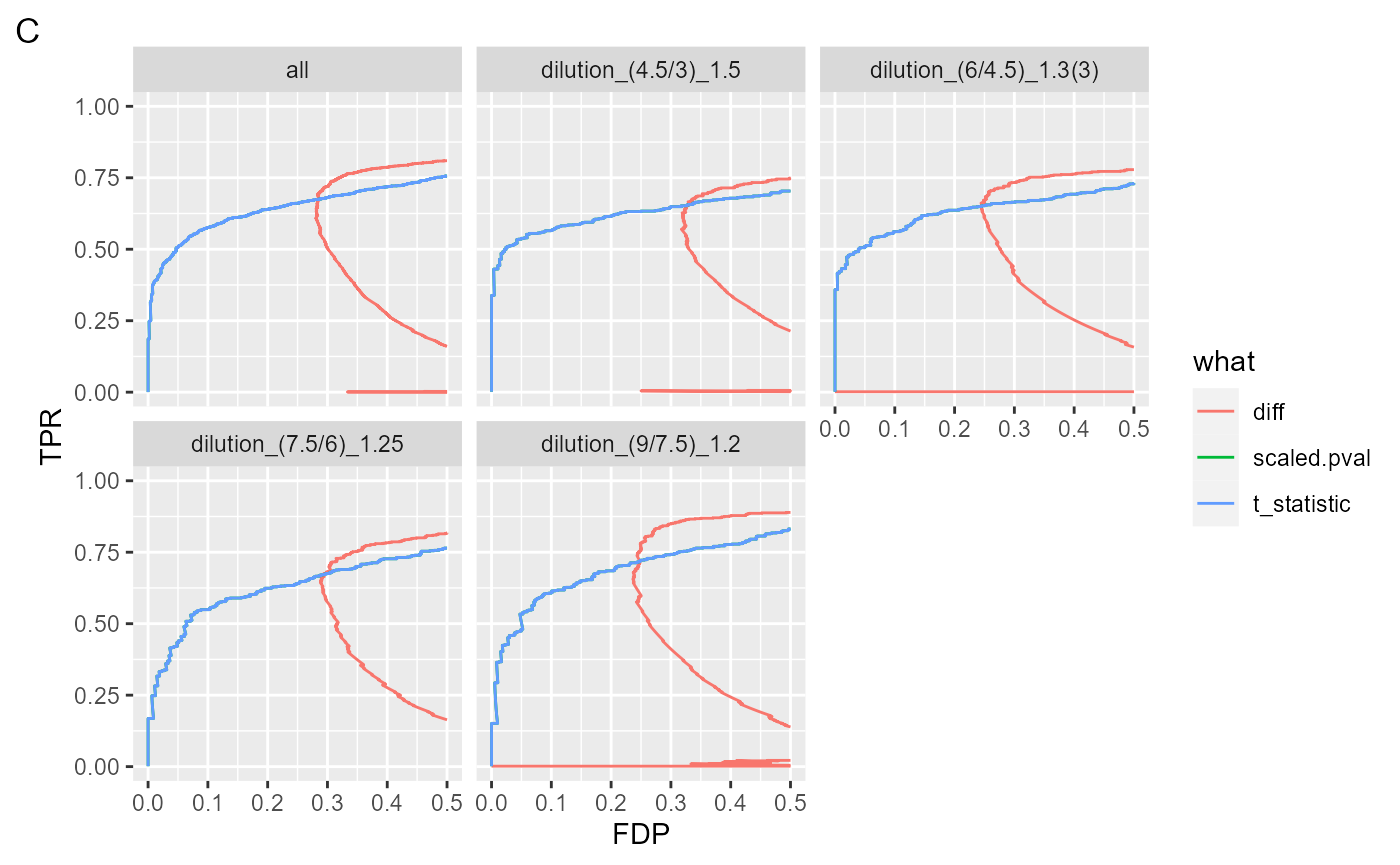 C
all
dilution_(4.5/3)_1.5
dilution_(6/4.5)_1.3(3)
1.00
0.75
0.50
0.25
0.00
0.0 0.1 0.2 0.3 0.4 0.5
dilution_(7.5/6)_1.25
dilution_(9/7.5)_1.2
1.00
0.75
0.50
0.25
0.00
0.0 0.1 0.2 0.3 0.4 0.5
0.0 0.1 0.2 0.3 0.4 0.5
TPR
FDP
what
diff
scaled.pval
t_statistic